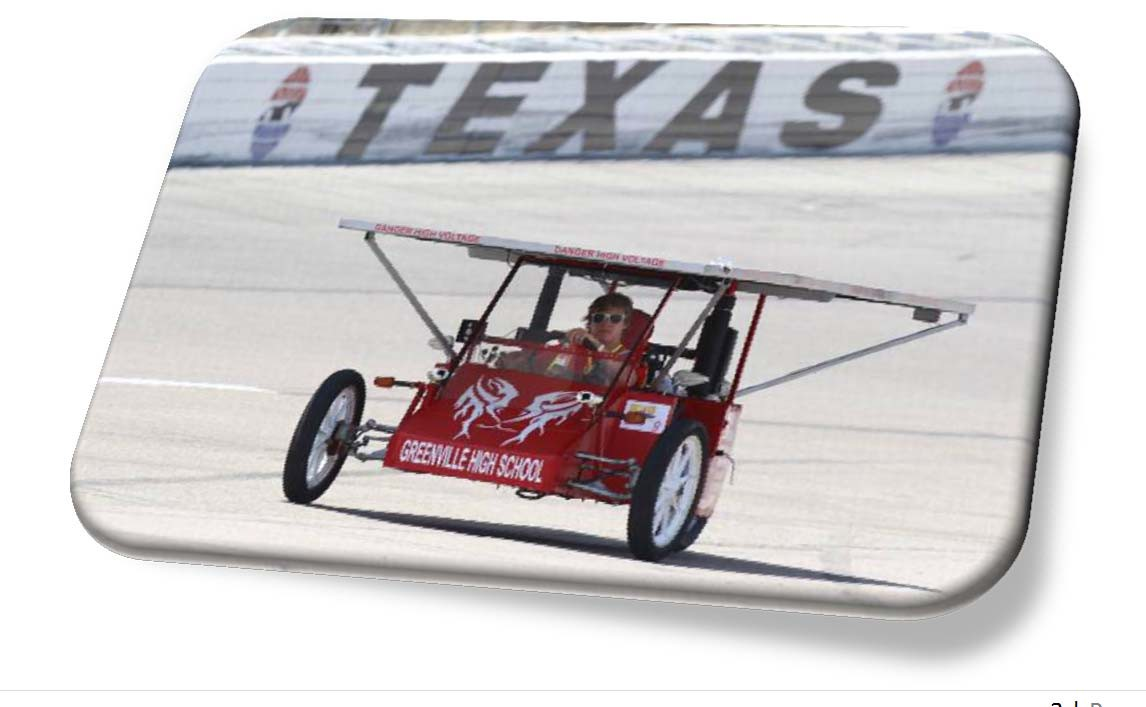 TEXAS
DANGER HIGH VOLTAGE
DANGER HIGH VOLTAGE
GREENVILLE HIGH SCHOOL